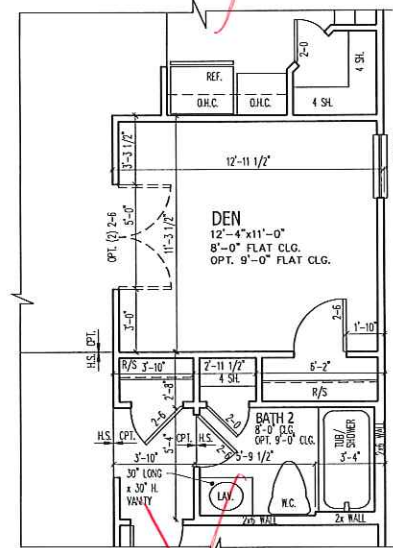 2-0
4 SH.
REF.
O.H.C.
O.H.C.
4 SH.
3'-3 1/2"
12'-11 1/2"
OPT. (2) 2-6
5'-0"
11'-3 1/2"
DEN
12'-4"x11'-0"
8'-0" FLAT CLG.
OPT. 9'-0" FLAT CLG.
3'-0"
2-6
1'-10"
H.S. CPT.
R/S
3'-10"
2'-11 1/2"
4 SH.
6'-2"
R/S
2'-8"
2-6
2-0
BATH 2
8'-0" CLG.
OPT. 9'-0" CLG.
H.S. CPT.
CPT. H.S.
5'-4"
TUB/
SHOWER
2x6 WALL
3'-10"
5'-9 1/2"
3'-4"
30" LONG
x 30" H.
VANITY
LAV.
W.C.
2x6 WALL
2x WALL